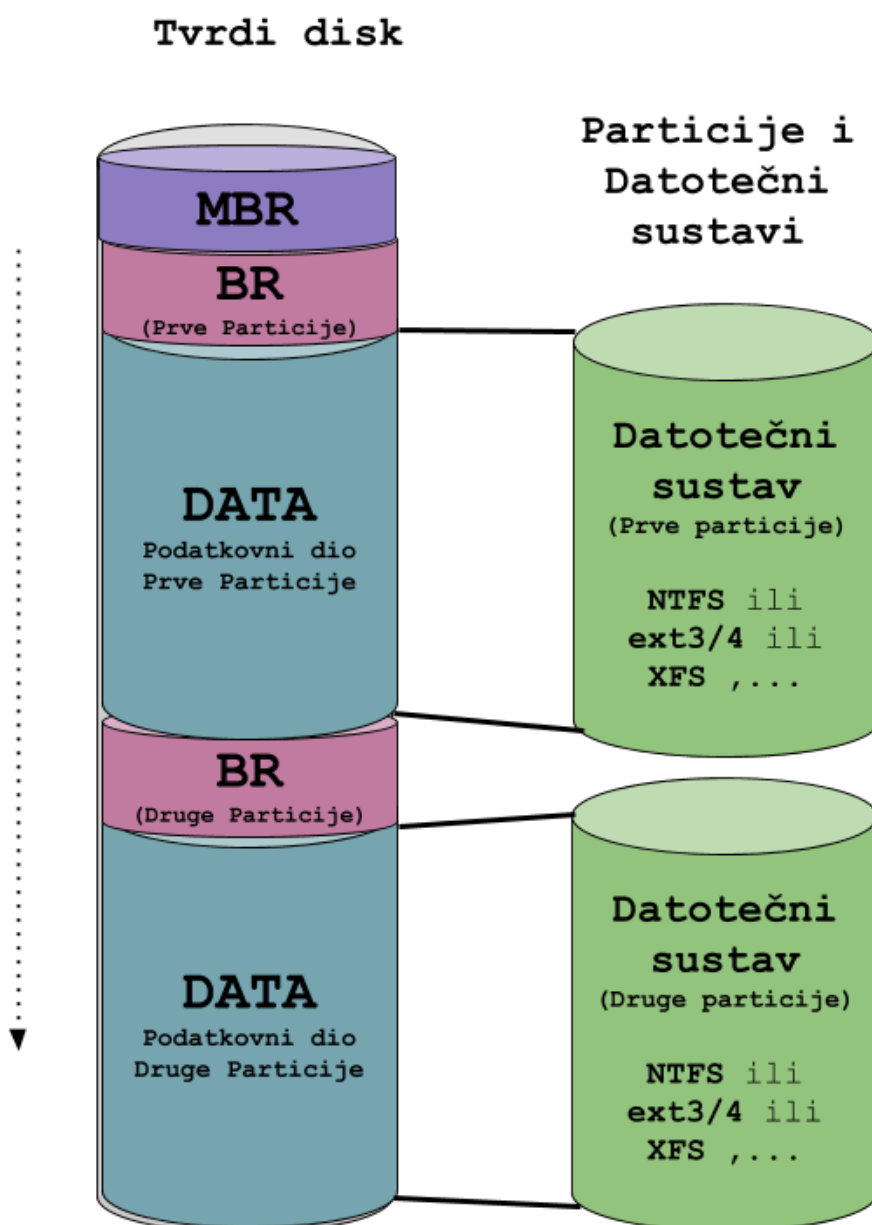 Tvrdi disk
MBR
BR
(Prve Particije)
DATA
Podatkovni dio
Prve Particije
BR
(Druge Particije)
DATA
Podatkovni dio
Druge Particije
Particije i
Datotečni
sustavi
Datotečni
sustav
(Prve particije)
NTFS ili
ext3/4 ili
XFS ,...
Datotečni
sustav
(Druge particije)
NTFS ili
ext3/4 ili
XFS ,...